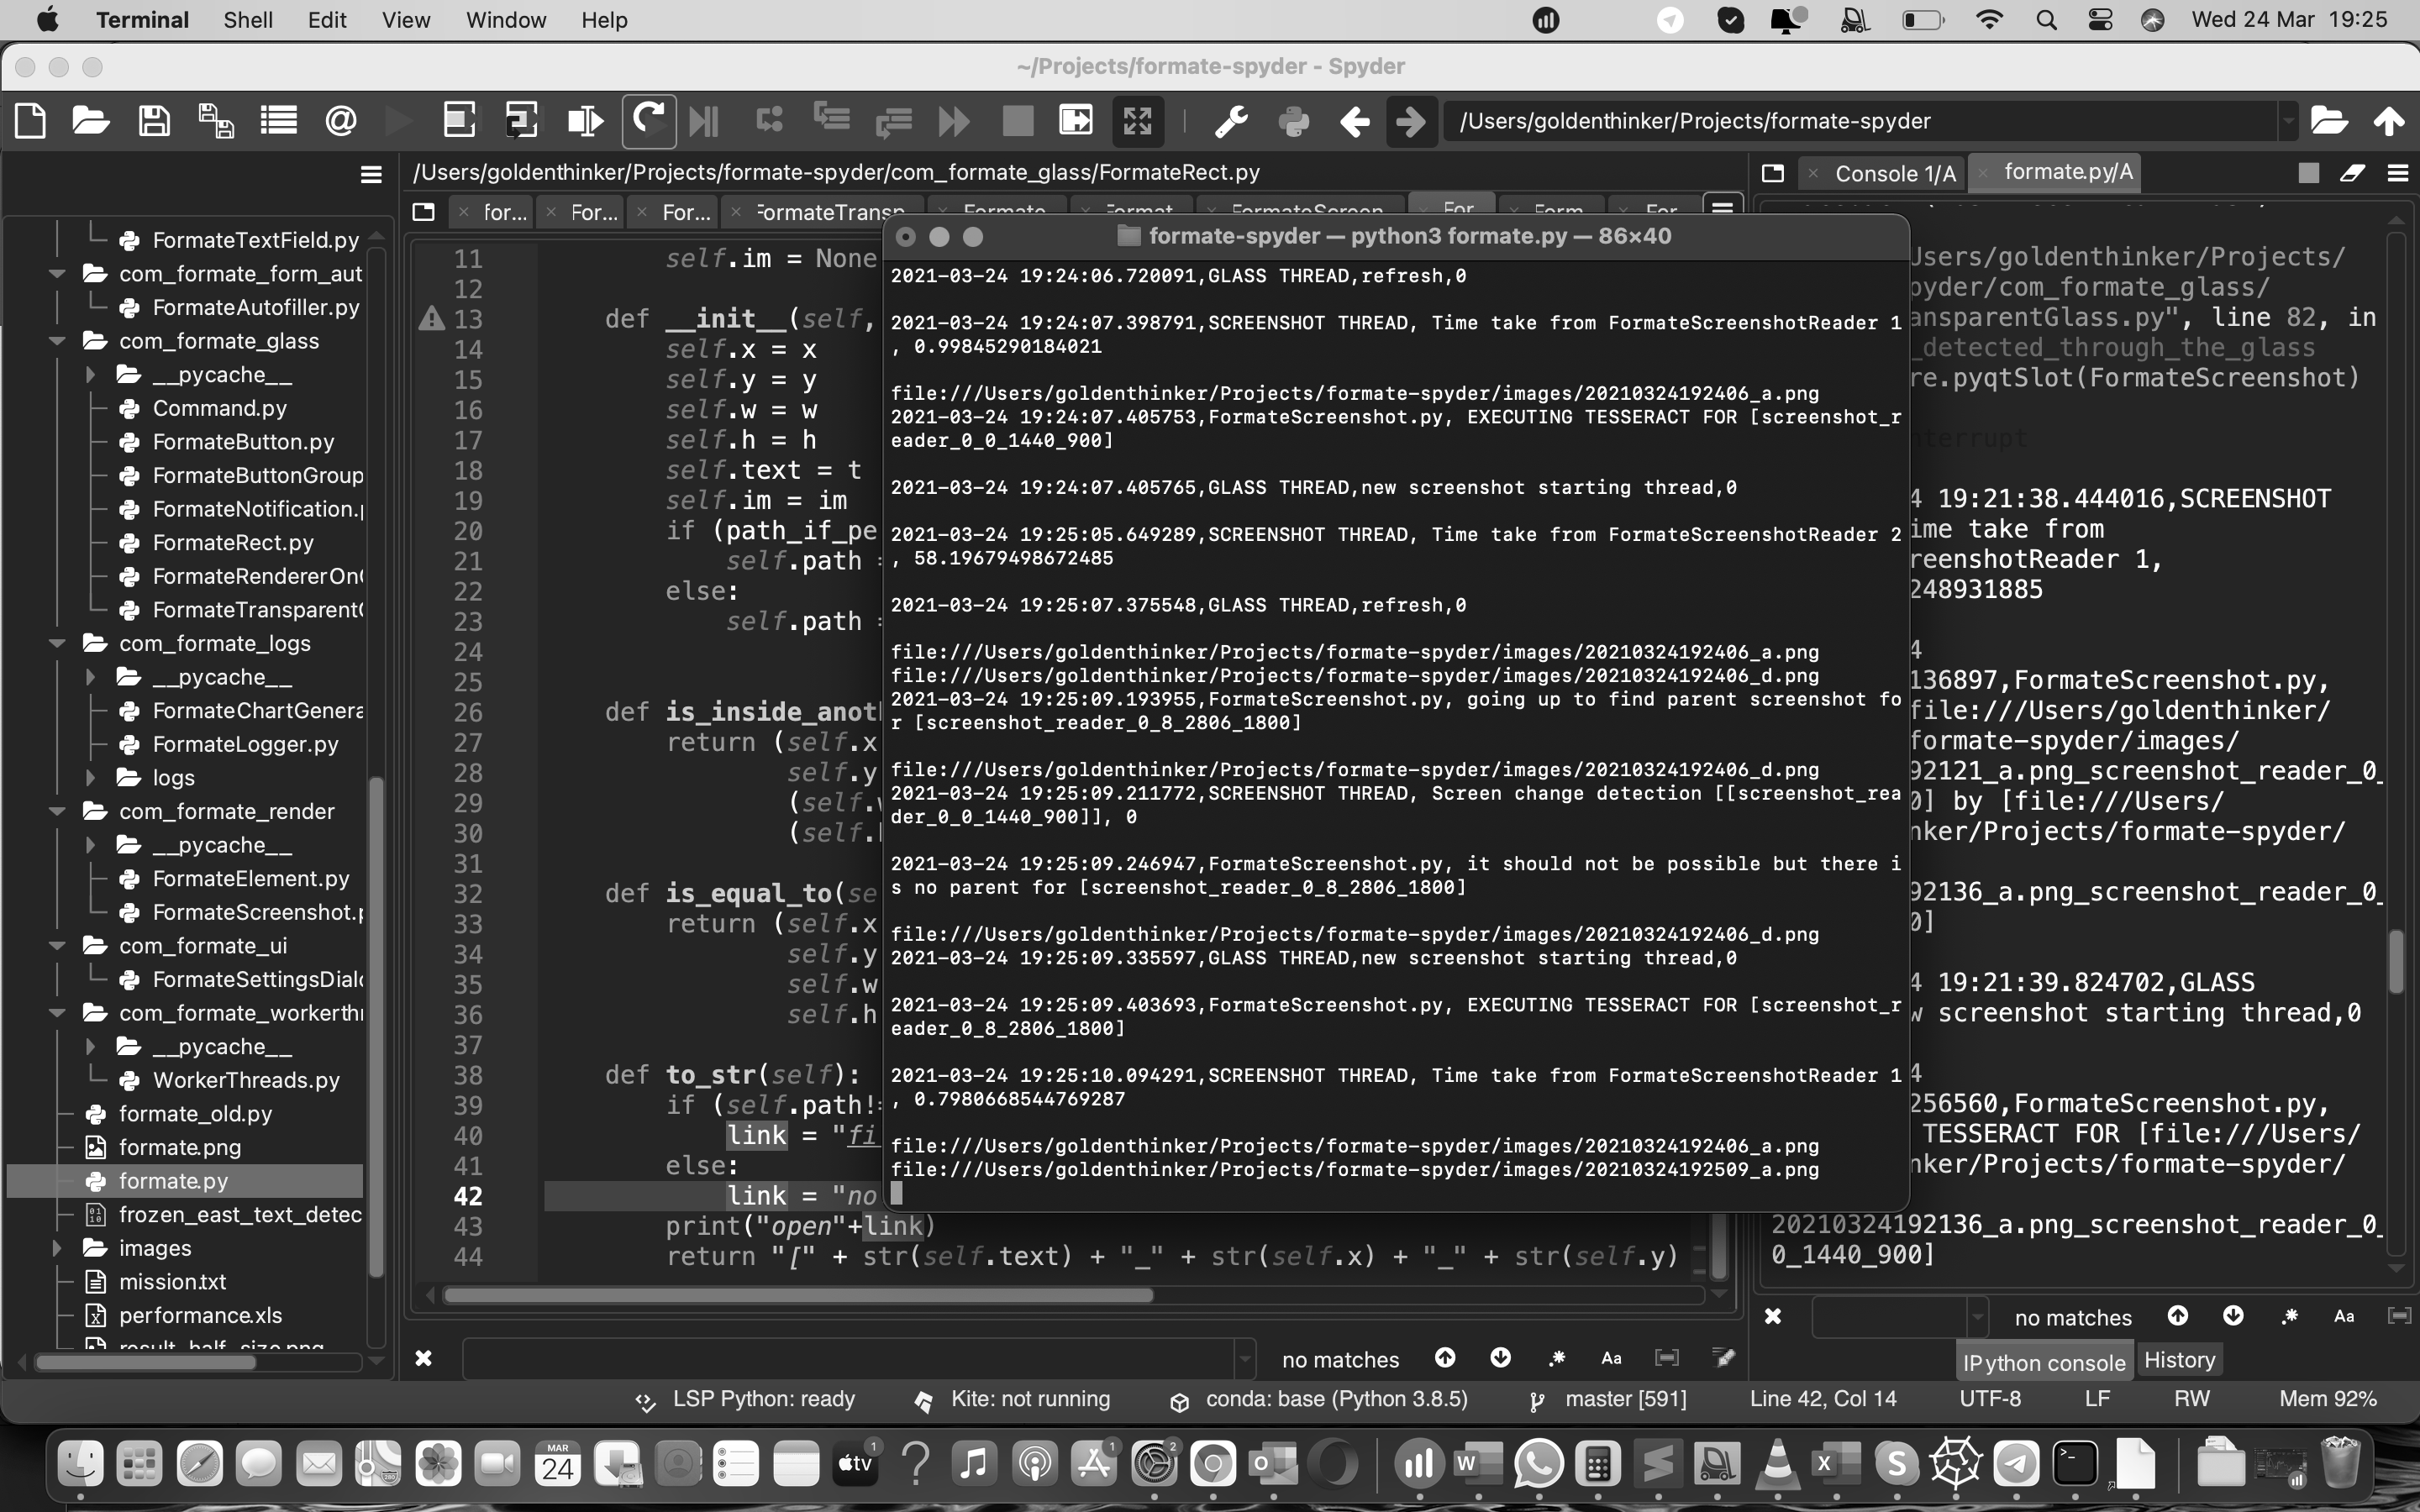 Terminal Shell Edit View Window Help Wed 24 Mar 19:25
~/Projects/formate-spyder - Spyder
/Users/goldenthinker/Projects/formate-spyder
/Users/goldenthinker/Projects/formate-spyder/com_formate_glass/FormateRect.py
Console 1/A formate.py/A
for... For... For... FormateTransp
FormateTextField.py
com_formate_form_aut
FormateAutofiller.py
com_formate_glass
__pycache__
Command.py
FormateButton.py
FormateButtonGroup
FormateNotification.
FormateRect.py
FormateRendererOn
FormateTransparent
com_formate_logs
__pycache__
FormateChartGenera
FormateLogger.py
logs
com_formate_render
__pycache__
FormateElement.py
FormateScreenshot.
com_formate_ui
FormateSettingsDial
com_formate_workerth
__pycache__
WorkerThreads.py
formate_old.py
formate.png
formate.py
frozen_east_text_detec
images
mission.txt
performance.xls
result_half_size.png
11 self.im = None
12
13 def __init__(self,
14 self.x = x
15 self.y = y
16 self.w = w
17 self.h = h
18 self.text = t
19 self.im = im
20 if (path_if_pe
21 self.path =
22 else:
23 self.path =
24
25
26 def is_inside_anot
27 return (self.x
28 self.y
29 (self.w
30 (self.h
31
32 def is_equal_to(se
33 return (self.x
34 self.y
35 self.w
36 self.h
37
38 def to_str(self):
39 if (self.path!=
40 link = "fi
41 else:
42 link = "no
43 print("open"+link)
44 return "[" + str(self.text) + "_" + str(self.x) + "_" + str(self.y)
formate-spyder — python3 formate.py — 86×40
2021-03-24 19:24:06.720091,GLASS THREAD,refresh,0
2021-03-24 19:24:07.398791,SCREENSHOT THREAD, Time take from FormateScreenshotReader 1
, 0.99845290184021
file:///Users/goldenthinker/Projects/formate-spyder/images/20210324192406_a.png
2021-03-24 19:24:07.405753,FormateScreenshot.py, EXECUTING TESSERACT FOR [screenshot_r
eader_0_0_1440_900]
2021-03-24 19:24:07.405765,GLASS THREAD,new screenshot starting thread,0
2021-03-24 19:25:05.649289,SCREENSHOT THREAD, Time take from FormateScreenshotReader 2
, 58.19679498672485
2021-03-24 19:25:07.375548,GLASS THREAD,refresh,0
file:///Users/goldenthinker/Projects/formate-spyder/images/20210324192406_a.png
file:///Users/goldenthinker/Projects/formate-spyder/images/20210324192406_d.png
2021-03-24 19:25:09.193955,FormateScreenshot.py, going up to find parent screenshot fo
r [screenshot_reader_0_8_2806_1800]
file:///Users/goldenthinker/Projects/formate-spyder/images/20210324192406_d.png
2021-03-24 19:25:09.211772,SCREENSHOT THREAD, Screen change detection [[screenshot_rea
der_0_0_1440_900]], 0
2021-03-24 19:25:09.246947,FormateScreenshot.py, it should not be possible but there i
s no parent for [screenshot_reader_0_8_2806_1800]
file:///Users/goldenthinker/Projects/formate-spyder/images/20210324192406_d.png
2021-03-24 19:25:09.335597,GLASS THREAD,new screenshot starting thread,0
2021-03-24 19:25:09.403693,FormateScreenshot.py, EXECUTING TESSERACT FOR [screenshot_r
eader_0_8_2806_1800]
2021-03-24 19:25:10.094291,SCREENSHOT THREAD, Time take from FormateScreenshotReader 1
, 0.7980668544769287
file:///Users/goldenthinker/Projects/formate-spyder/images/20210324192406_a.png
file:///Users/goldenthinker/Projects/formate-spyder/images/20210324192509_a.png
Users/goldenthinker/Projects/
pyder/com_formate_glass/
ansparentGlass.py", line 82, in
_detected_through_the_glass
re.pyqtSlot(FormateScreenshot)
nterrupt
4 19:21:38.444016,SCREENSHOT
ime take from
reenshotReader 1,
248931885
4
136897,FormateScreenshot.py,
file:///Users/goldenthinker/
formate-spyder/images/
92121_a.png_screenshot_reader_0_
0] by [file:///Users/
nker/Projects/formate-spyder/
92136_a.png_screenshot_reader_0_
0]
4 19:21:39.824702,GLASS
w screenshot starting thread,0
4
256560,FormateScreenshot.py,
TESSERACT FOR [file:///Users/
nker/Projects/formate-spyder/
20210324192136_a.png_screenshot_reader_0_
0_1440_900]
no matches Aa
no matches Aa
IPython console History
LSP Python: ready Kite: not running conda: base (Python 3.8.5) master [591] Line 42, Col 14 UTF-8 LF RW Mem 92%
MAR
24
tv
1
1
2